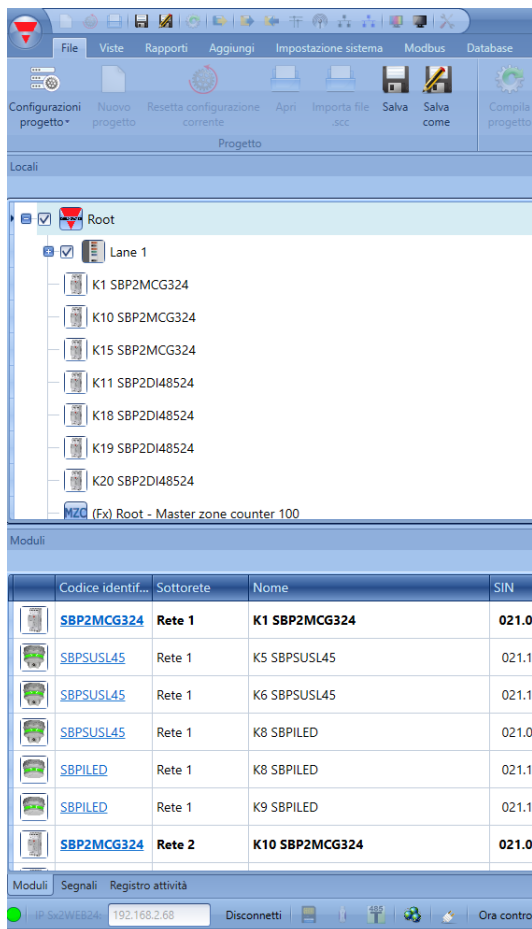 File Viste Rapporti Aggiungi Impostazione sistema Modbus Database
Configurazioni progetto Nuovo progetto Resetta configurazione corrente Apri Importa file .scc Salva Salva come Compila progetto
Progetto
Locali
Root
Lane 1
K1 SBP2MCG324
K10 SBP2MCG324
K15 SBP2MCG324
K11 SBP2DI48524
K18 SBP2DI48524
K19 SBP2DI48524
K20 SBP2DI48524
MZC (Fx) Root - Master zone counter 100
Moduli
Codice identif... Sottorete Nome SIN
SBP2MCG324 Rete 1 K1 SBP2MCG324 021.0
SBPSUSL45 Rete 1 K5 SBPSUSL45 021.1
SBPSUSL45 Rete 1 K6 SBPSUSL45 021.1
SBPSUSL45 Rete 1 K8 SBPILED 021.0
SBPILED Rete 1 K8 SBPILED 021.1
SBPILED Rete 1 K9 SBPILED 021.1
SBP2MCG324 Rete 2 K10 SBP2MCG324 021.0
Moduli Segnali Registro attività
IP Sx2WEB24: 192.168.2.68 Disconnetti 485 Ora contro